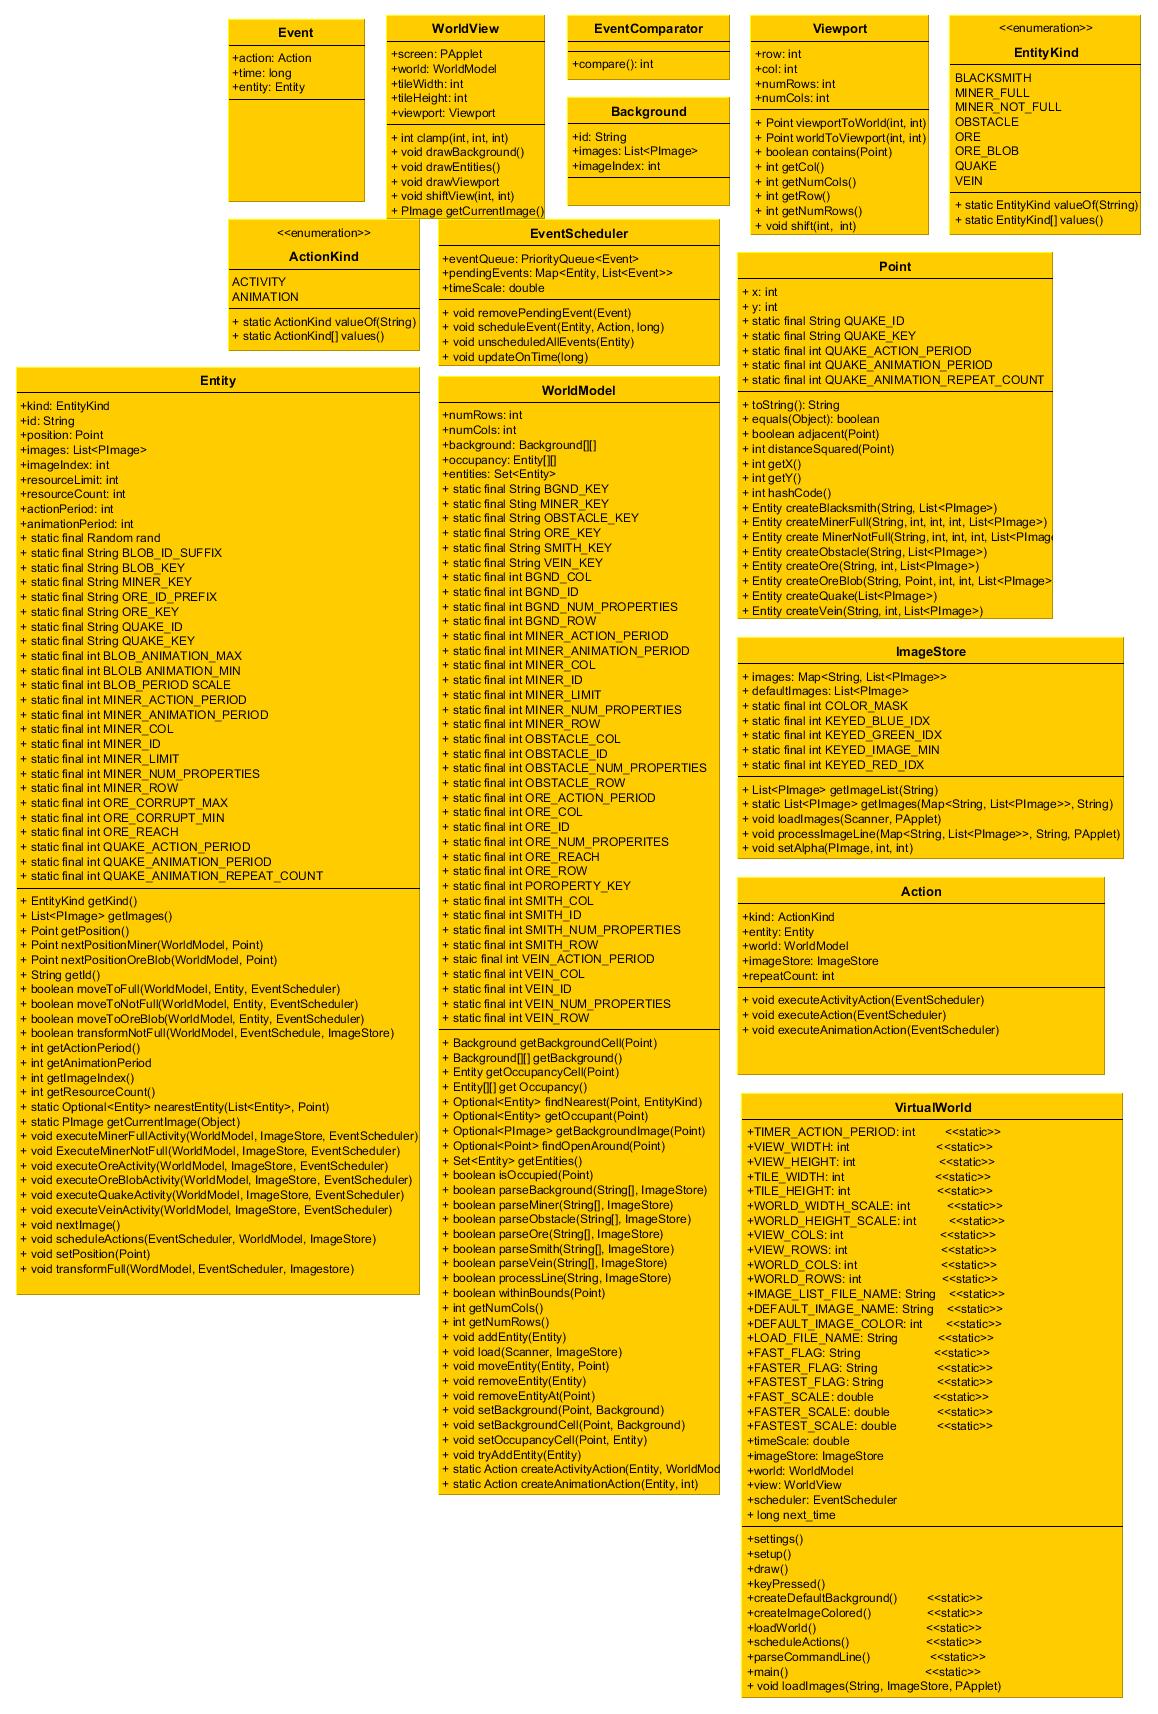 Event
+action: Action
+time: long
+entity: Entity
WorldView
+screen: PApplet
+world: WorldModel
+tileWidth: int
+tileHeight: int
+viewport: Viewport
+ int clamp(int, int, int)
+ void drawBackground()
+ void drawEntities()
+ void drawViewport
+ void shiftView(int, int)
+ PImage getCurrentImage()
EventComparator
+compare(): int
Background
+id: String
+images: List<PImage>
+imageIndex: int
Viewport
+row: int
+col: int
+numRows: int
+numCols: int
+ Point viewportToWorld(int, int)
+ Point worldToViewport(int, int)
+ boolean contains(Point)
+ int getCol()
+ int getNumCols()
+ int getRow()
+ int getNumRows()
+ void shift(int,  int)
<<enumeration>>
EntityKind
BLACKSMITH
MINER_FULL
MINER_NOT_FULL
OBSTACLE
ORE
ORE_BLOB
QUAKE
VEIN
+ static EntityKind valueOf(Strring)
+ static EntityKind[] values()
<<enumeration>>
ActionKind
ACTIVITY
ANIMATION
+ static ActionKind valueOf(String)
+ static ActionKind[] values()
EventScheduler
+eventQueue: PriorityQueue<Event>
+pendingEvents: Map<Entity, List<Event>>
+timeScale: double
+ void removePendingEvent(Event)
+ void scheduleEvent(Entity, Action, long)
+ void unscheduledAllEvents(Entity)
+ void updateOnTime(long)
Point
+ x: int
+ y: int
+ static final String QUAKE_ID
+ static final String QUAKE_KEY
+ static final int QUAKE_ACTION_PERIOD
+ static final int QUAKE_ANIMATION_PERIOD
+ static final int QUAKE_ANIMATION_REPEAT_COUNT
+ toString(): String
+ equals(Object): boolean
+ boolean adjacent(Point)
+ int distanceSquared(Point)
+ int getX()
+ int getY()
+ int hashCode()
+ Entity createBlacksmith(String, List<PImage>)
+ Entity createMinerFull(String, int, int, int, List<PImage>)
+ Entity create MinerNotFull(String, int, int, int, List<PImage
+ Entity createObstacle(String, List<PImage>)
+ Entity createOre(String, int, List<PImage>)
+ Entity createOreBlob(String, Point, int, int, List<PImage>
+ Entity createQuake(List<PImage>)
+ Entity createVein(String, int, List<PImage>)
Entity
+kind: EntityKind
+id: String
+position: Point
+images: List<PImage>
+imageIndex: int
+resourceLimit: int
+resourceCount: int
+actionPeriod: int
+animationPeriod: int
+ static final Random rand
+ static final String BLOB_ID_SUFFIX
+ static final String BLOB_KEY
+ static final String MINER_KEY
+ static final String ORE_ID_PREFIX
+ static final String ORE_KEY
+ static final String QUAKE_ID
+ static final String QUAKE_KEY
+ static final int BLOB_ANIMATION_MAX
+ static final int BLOLB ANIMATION_MIN
+ static final int BLOB_PERIOD SCALE
+ static final int MINER_ACTION_PERIOD
+ static final int MINER_ANIMATION_PERIOD
+ static final int MINER_COL
+ static final int MINER_ID
+ static final int MINER_LIMIT
+ static final int MINER_NUM_PROPERTIES
+ static final int MINER_ROW
+ static final int ORE_CORRUPT_MAX
+ static final int ORE_CORRUPT_MIN
+ static final int ORE_REACH
+ static final int QUAKE_ACTION_PERIOD
+ static final int QUAKE_ANIMATION_PERIOD
+ static final int QUAKE_ANIMATION_REPEAT_COUNT
+ EntityKind getKind()
+ List<PImage> getImages()
+ Point getPosition()
+ Point nextPositionMiner(WorldModel, Point)
+ Point nextPositionOreBlob(WorldModel, Point)
+ String getId()
+ boolean moveToFull(WorldModel, Entity, EventScheduler)
+ boolean moveToNotFull(WorldModel, Entity, EventScheduler)
+ boolean moveToOreBlob(WorldModel, Entity, EventScheduler)
+ boolean transformNotFull(WorldModel, EventSchedule, ImageStore)
+ int getActionPeriod()
+ int getAnimationPeriod
+ int getImageIndex()
+ int getResourceCount()
+ static Optional<Entity> nearestEntity(List<Entity>, Point)
+ static PImage getCurrentImage(Object)
+ void executeMinerFullActivity(WorldModel, ImageStore, EventScheduler)
+ void ExecuteMinerNotFull(WorldModel, ImageStore, EventScheduler)
+ void executeOreActivity(WorldModel, ImageStore, EventScheduler)
+ void executeOreBlobActivity(WorldModel, ImageStore, EventScheduler)
+ void executeQuakeActivity(WorldModel, ImageStore, EventScheduler)
+ void executeVeinActivity(WorldModel, ImageStore, EventScheduler)
+ void nextImage()
+ void scheduleActions(EventScheduler, WorldModel, ImageStore)
+ void setPosition(Point)
+ void transformFull(WordModel, EventScheduler, Imagestore)
WorldModel
+numRows: int
+numCols: int
+background: Background[][]
+occupancy: Entity[][]
+entities: Set<Entity>
+ static final String BGND_KEY
+ static final Sting MINER_KEY
+ static final String OBSTACLE_KEY
+ static final String ORE_KEY
+ static final String SMITH_KEY
+ static final String VEIN_KEY
+ static final int BGND_COL
+ static final int BGND_ID
+ static final int BGND_NUM_PROPERTIES
+ static final int BGND_ROW
+ static final int MINER_ACTION_PERIOD
+ static final int MINER_ANIMATION_PERIOD
+ static final int MINER_COL
+ static final int MINER_ID
+ static final int MINER_LIMIT
+ static final int MINER_NUM_PROPERTIES
+ static final int MINER_ROW
+ static final int OBSTACLE_COL
+ static final int OBSTACLE_ID
+ static final int OBSTACLE_NUM_PROPERTIES
+ static final int OBSTACLE_ROW
+ static final int ORE_ACTION_PERIOD
+ static final int ORE_COL
+ static final int ORE_ID
+ static final int ORE_NUM_PROPERITES
+ static final int ORE_REACH
+ static final int ORE_ROW
+ static final int POROPERTY_KEY
+ static final int SMITH_COL
+ static final int SMITH_ID
+ static final int SMITH_NUM_PROPERTIES
+ static final int SMITH_ROW
+ staic final int VEIN_ACTION_PERIOD
+ static final int VEIN_COL
+ static final int VEIN_ID
+ static final int VEIN_NUM_PROPERTIES
+ static final int VEIN_ROW
+ Background getBackgroundCell(Point)
+ Background[][] getBackground()
+ Entity getOccupancyCell(Point)
+ Entity[][] get Occupancy()
+ Optional<Entity> findNearest(Point, EntityKind)
+ Optional<Entity> getOccupant(Point)
+ Optional<PImage> getBackgroundImage(Point)
+ Optional<Point> findOpenAround(Point)
+ Set<Entity> getEntities()
+ boolean isOccupied(Point)
+ boolean parseBackground(String[], ImageStore)
+ boolean parseMiner(String[], ImageStore)
+ boolean parseObstacle(String[], ImageStore)
+ boolean parseOre(String[], ImageStore)
+ boolean parseSmith(String[], ImageStore)
+ boolean parseVein(String[], ImageStore)
+ boolean processLine(String, ImageStore)
+ boolean withinBounds(Point)
+ int getNumCols()
+ int getNumRows()
+ void addEntity(Entity)
+ void load(Scanner, ImageStore)
+ void moveEntity(Entity, Point)
+ void removeEntity(Entity)
+ void removeEntityAt(Point)
+ void setBackground(Point, Background)
+ void setBackgroundCell(Point, Background)
+ void setOccupancyCell(Point, Entity)
+ void tryAddEntity(Entity)
+ static Action createActivityAction(Entity, WorldMod
+ static Action createAnimationAction(Entity, int)
ImageStore
+ images: Map<String, List<PImage>>
+ defaultImages: List<PImage>
+ static final int COLOR_MASK
+ static final int KEYED_BLUE_IDX
+ static final int KEYED_GREEN_IDX
+ static final int KEYED_IMAGE_MIN
+ static final int KEYED_RED_IDX
+ List<PImage> getImageList(String)
+ static List<PImage> getImages(Map<String, List<PImage>>, String)
+ void loadImages(Scanner, PApplet)
+ void processImageLine(Map<String, List<PImage>>, String, PApplet)
+ void setAlpha(PImage, int, int)
Action
+kind: ActionKind
+entity: Entity
+world: WorldModel
+imageStore: ImageStore
+repeatCount: int
+ void executeActivityAction(EventScheduler)
+ void executeAction(EventScheduler)
+ void executeAnimationAction(EventScheduler)
VirtualWorld
+TIMER_ACTION_PERIOD: int <<static>>
+VIEW_WIDTH: int <<static>>
+VIEW_HEIGHT: int <<static>>
+TILE_WIDTH: int <<static>>
+TILE_HEIGHT: int <<static>>
+WORLD_WIDTH_SCALE: int <<static>>
+WORLD_HEIGHT_SCALE: int <<static>>
+VIEW_COLS: int <<static>>
+VIEW_ROWS: int <<static>>
+WORLD_COLS: int <<static>>
+WORLD_ROWS: int <<static>>
+IMAGE_LIST_FILE_NAME: String <<static>>
+DEFAULT_IMAGE_NAME: String <<static>>
+DEFAULT_IMAGE_COLOR: int <<static>>
+LOAD_FILE_NAME: String <<static>>
+FAST_FLAG: String <<static>>
+FASTER_FLAG: String <<static>>
+FASTEST_FLAG: String <<static>>
+FAST_SCALE: double <<static>>
+FASTER_SCALE: double <<static>>
+FASTEST_SCALE: double <<static>>
+timeScale: double
+imageStore: ImageStore
+world: WorldModel
+view: WorldView
+scheduler: EventScheduler
+ long next_time
+settings()
+setup()
+draw()
+keyPressed()
+createDefaultBackground() <<static>>
+createImageColored() <<static>>
+loadWorld() <<static>>
+scheduleActions() <<static>>
+parseCommandLine() <<static>>
+main() <<static>>
+ void loadImages(String, ImageStore, PApplet)